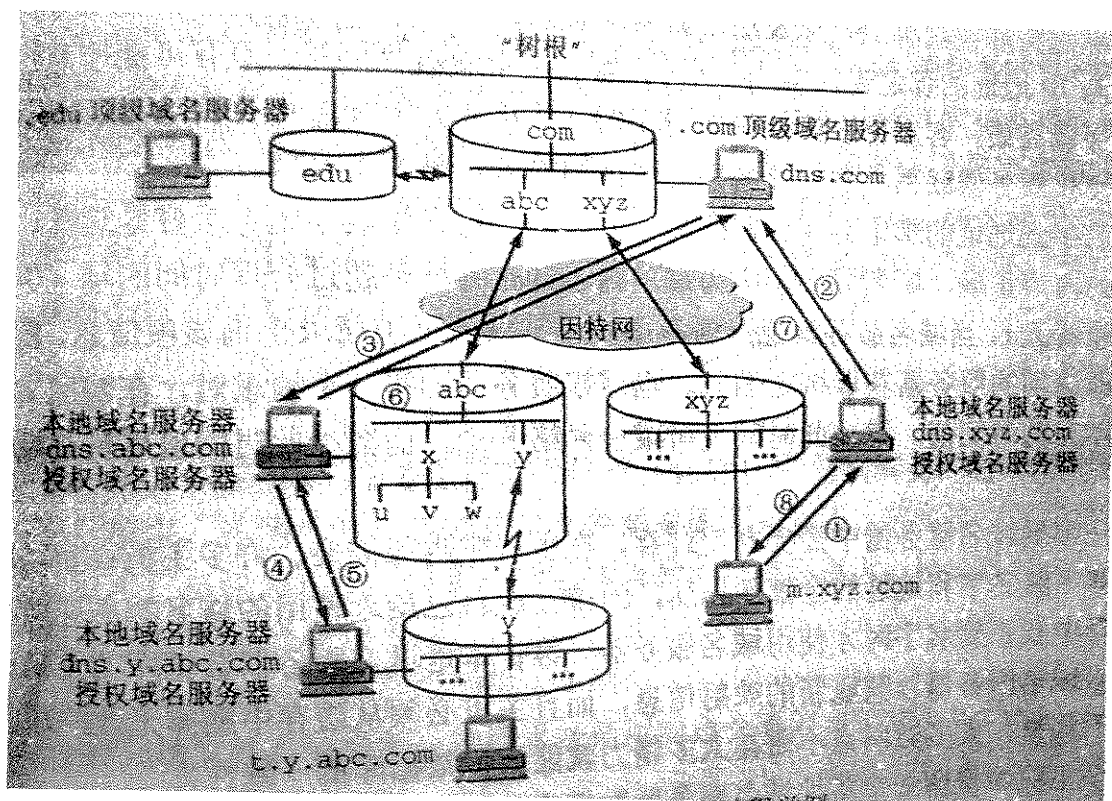 “树根”
.edu 顶级域名服务器
com
.com 顶级域名服务器
edu
dns.com
abc xyz
②
因特网
⑦
③
⑥
abc
xyz
本地域名服务器
dns.abc.com
授权域名服务器
本地域名服务器
dns.xyz.com
授权域名服务器
... ...
x y
u v w
⑧
①
④
⑤
m.xyz.com
y
本地域名服务器
dns.y.abc.com
授权域名服务器
... ...
t.y.abc.com